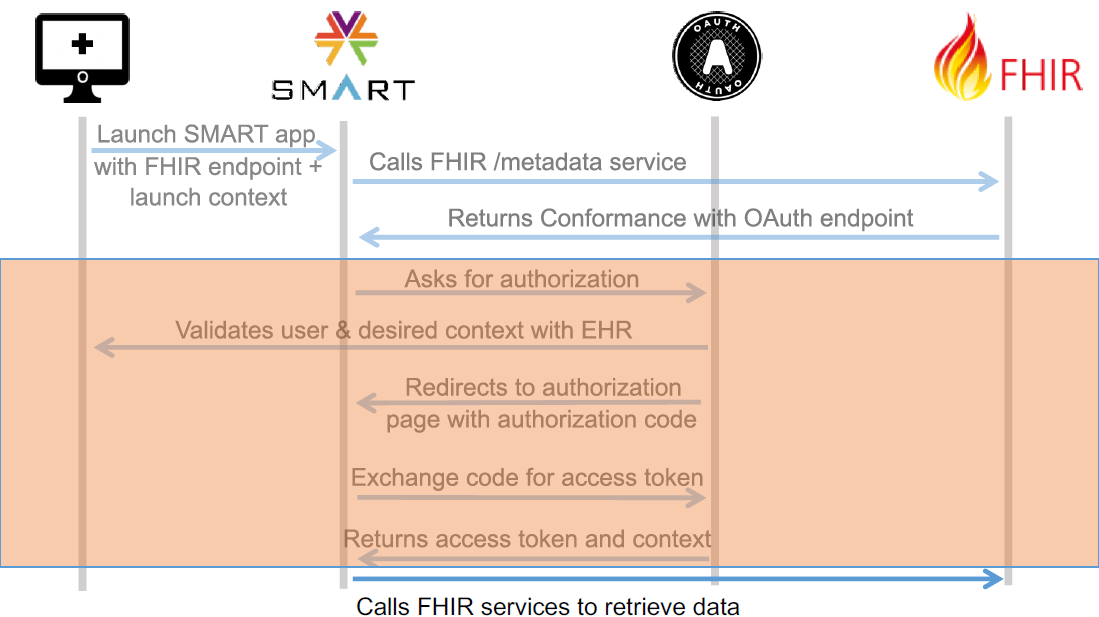 OAUTH
OAUTH
A
SMART
FHIR
Launch SMART app
with FHIR endpoint +
launch context
Calls FHIR /metadata service
Returns Conformance with OAuth endpoint
Asks for authorization
Validates user & desired context with EHR
Redirects to authorization
page with authorization code
Exchange code for access token
Returns access token and context
Calls FHIR services to retrieve data